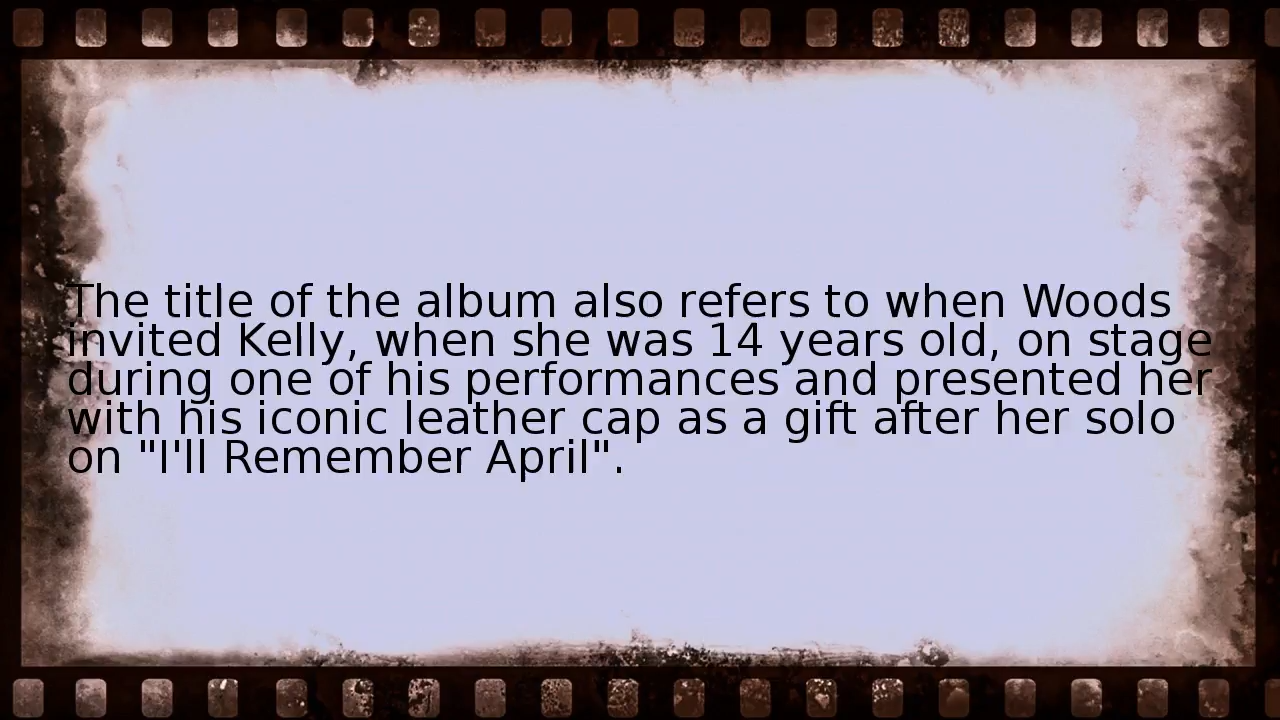 The title of the album also refers to when Woods
invited Kelly, when she was 14 years old, on stage
during one of his performances and presented her
with his iconic leather cap as a gift after her solo
on "I'll Remember April".